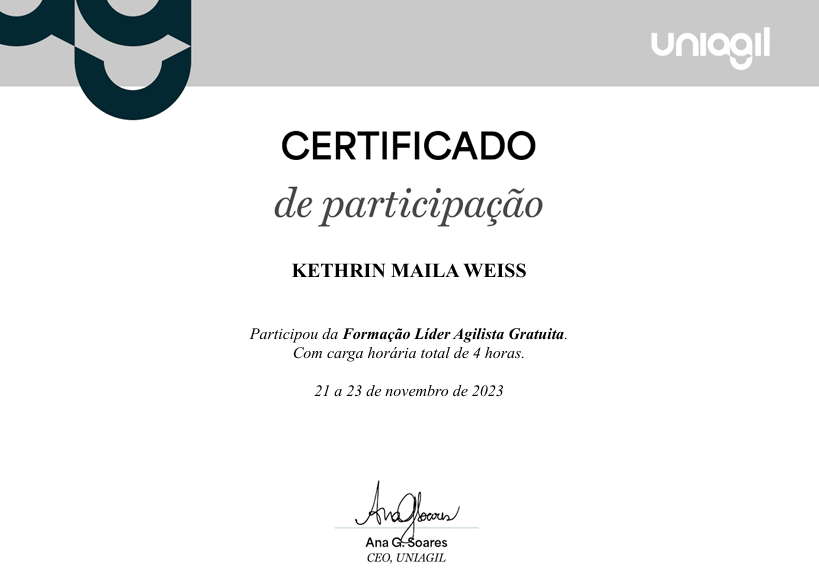 uniagil
CERTIFICADO
de participação
KETHRIN MAILA WEISS
Participou da Formação Líder Agilista Gratuita.
Com carga horária total de 4 horas.
21 a 23 de novembro de 2023
Ana G Soares
Ana G. Soares
CEO, UNIAGIL